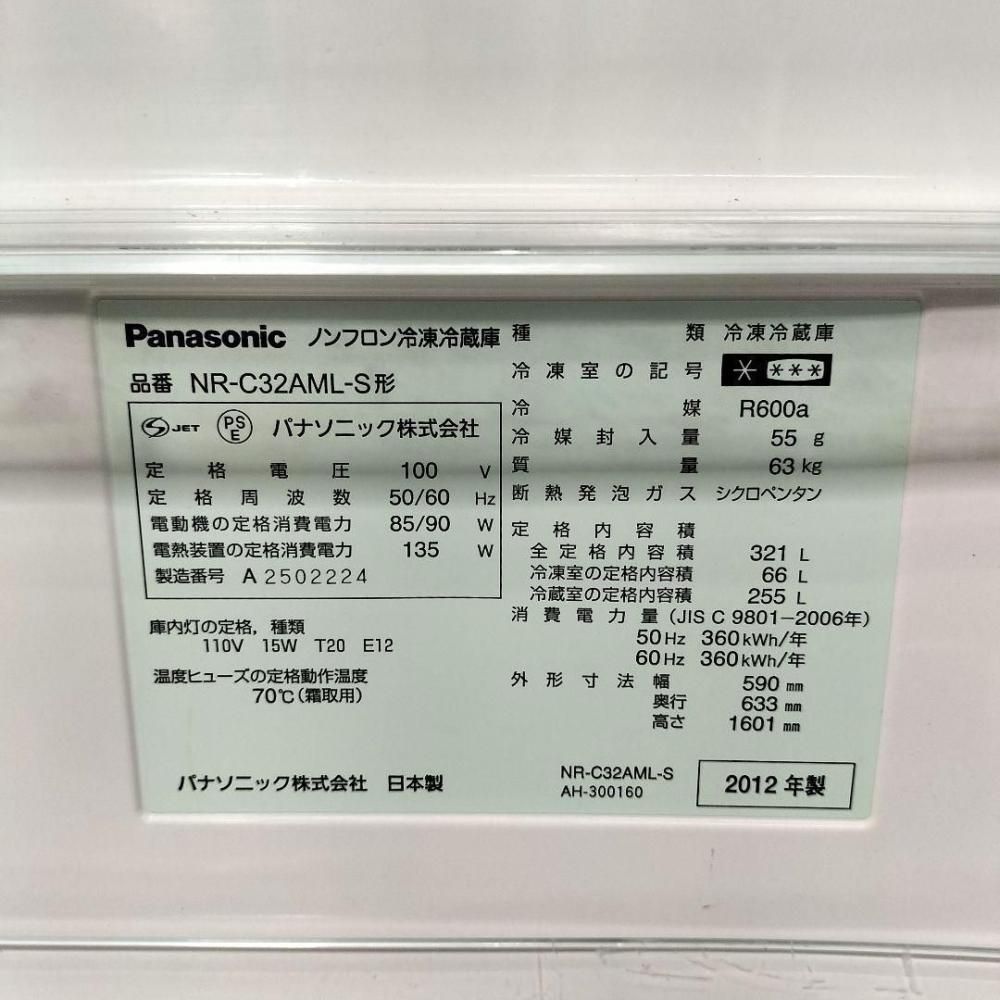 Panasonic ノンフロン冷凍冷蔵庫
品番 NR-C32AML-S形
S JET PSE パナソニック株式会社
定格電圧 100 V
定格周波数 50/60 Hz
電動機の定格消費電力 85/90 W
電熱装置の定格消費電力 135 W
製造番号 A 2502224
庫内灯の定格，種類
110V 15W T20 E12
温度ヒューズの定格動作温度
70℃（霜取用）
パナソニック株式会社 日本製
種類 冷凍冷蔵庫
冷凍室の記号 * ***
冷媒 R600a
冷媒封入量 55 g
質量 63 kg
断熱発泡ガス シクロペンタン
定格内容積
全定格内容積 321 L
冷凍室の定格内容積 66 L
冷蔵室の定格内容積 255 L
消費電力量（JIS C 9801−2006年）
50Hz 360kWh/年
60Hz 360kWh/年
外形寸法 幅 590 mm
奥行 633 mm
高さ 1601 mm
NR-C32AML-S
AH-300160
2012年製